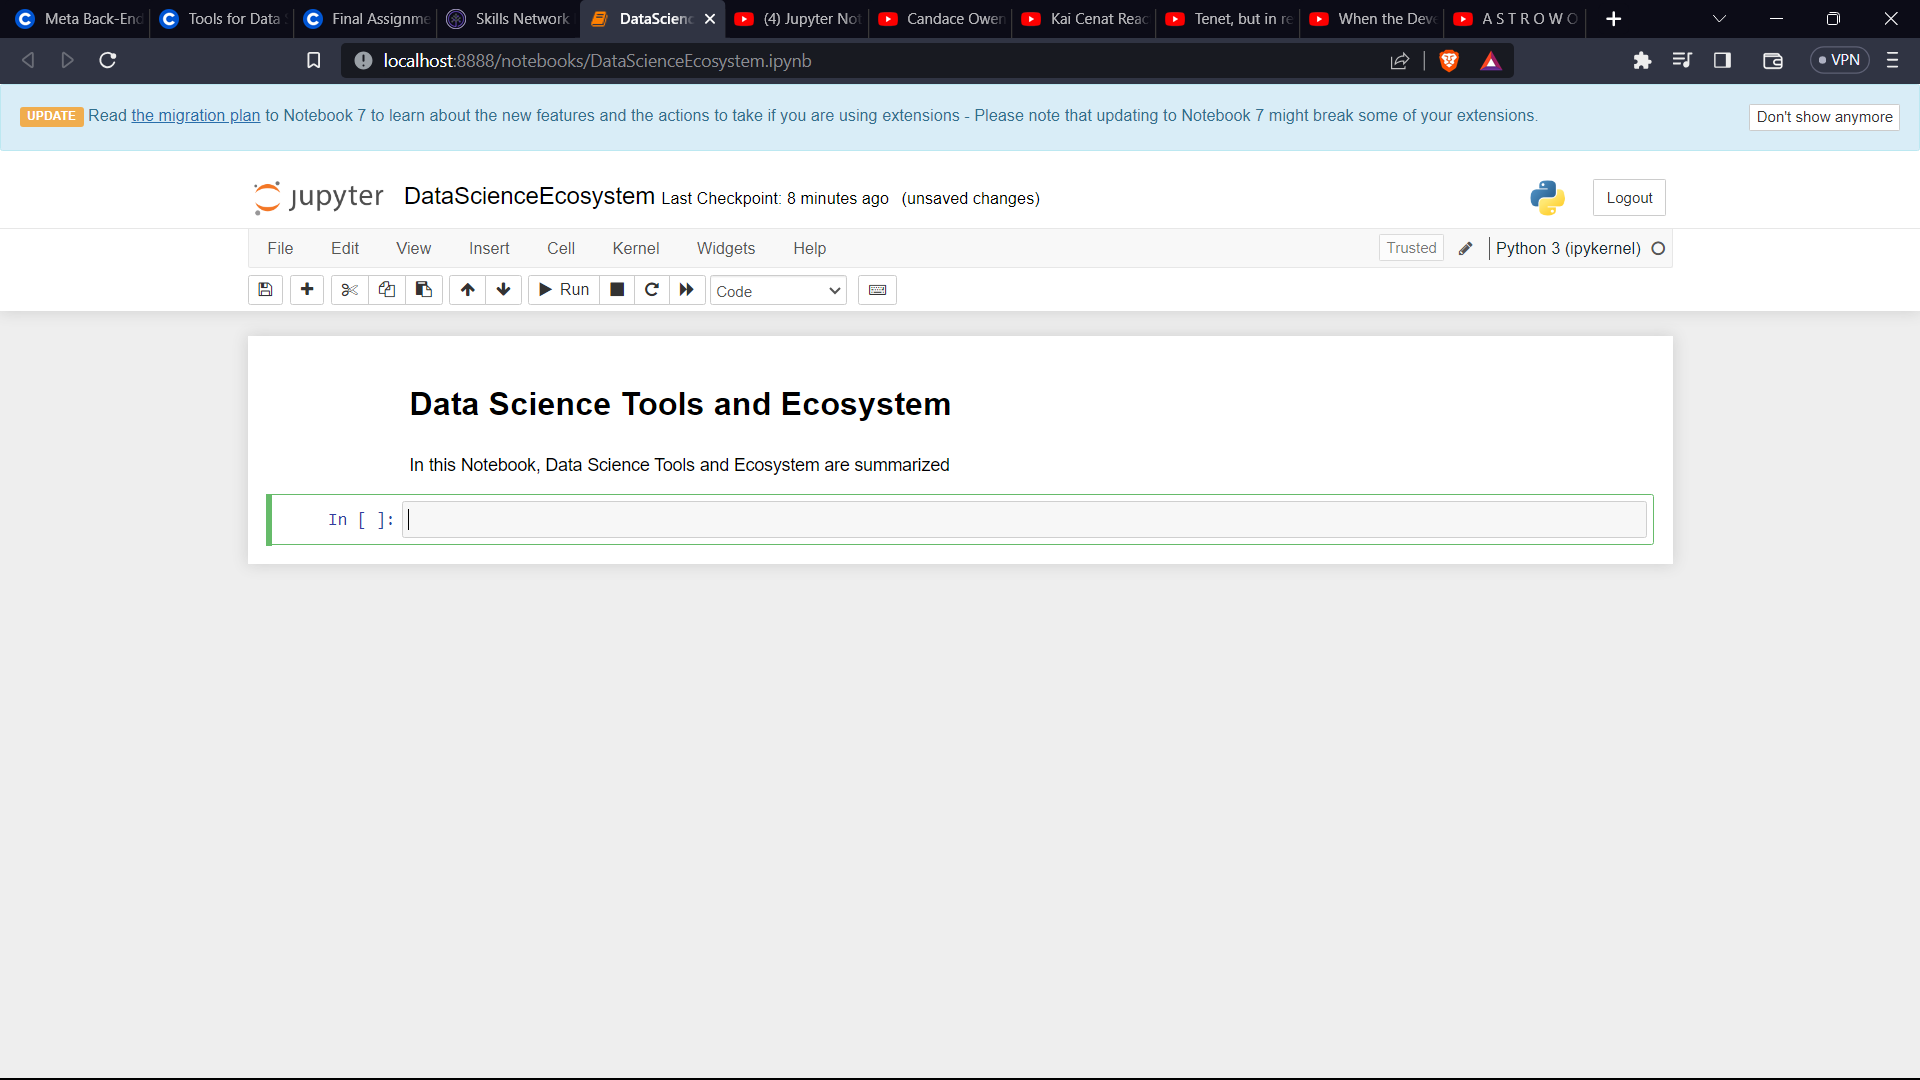 Meta Back-End
Tools for Data S
Final Assignme
Skills Network
DataScienc
(4) Jupyter Not
Candace Owen
Kai Cenat Reac
Tenet, but in re
When the Deve
A S T R O W O
localhost:8888/notebooks/DataScienceEcosystem.ipynb
VPN
UPDATE Read the migration plan to Notebook 7 to learn about the new features and the actions to take if you are using extensions - Please note that updating to Notebook 7 might break some of your extensions.
Don't show anymore
jupyter DataScienceEcosystem Last Checkpoint: 8 minutes ago (unsaved changes)
Logout
File Edit View Insert Cell Kernel Widgets Help
Trusted Python 3 (ipykernel)
Run Code
Data Science Tools and Ecosystem
In this Notebook, Data Science Tools and Ecosystem are summarized
In [ ]: